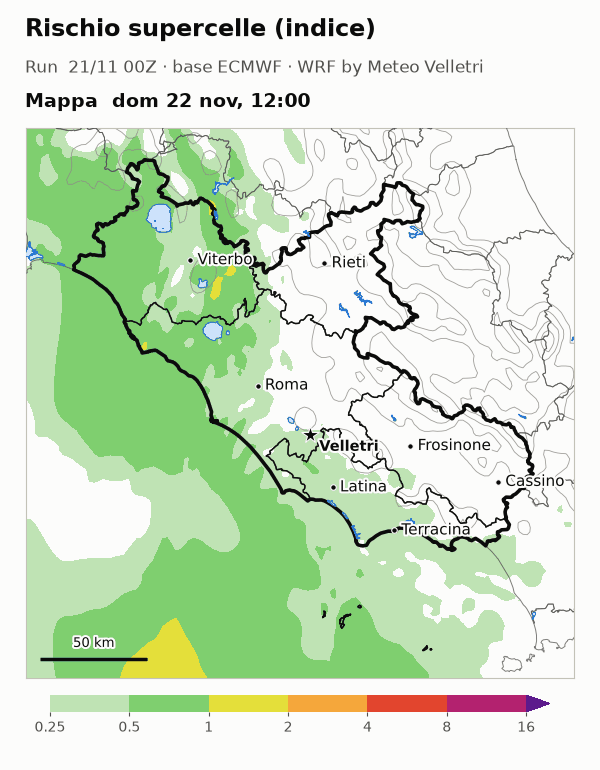 Rischio supercelle (indice)
Run  21/11 00Z · base ECMWF · WRF by Meteo Velletri
Mappa  dom 22 nov, 12:00
Viterbo
Rieti
Roma
Velletri
Frosinone
Cassino
Latina
Terracina
50 km
0.25 0.5 1 2 4 8 16